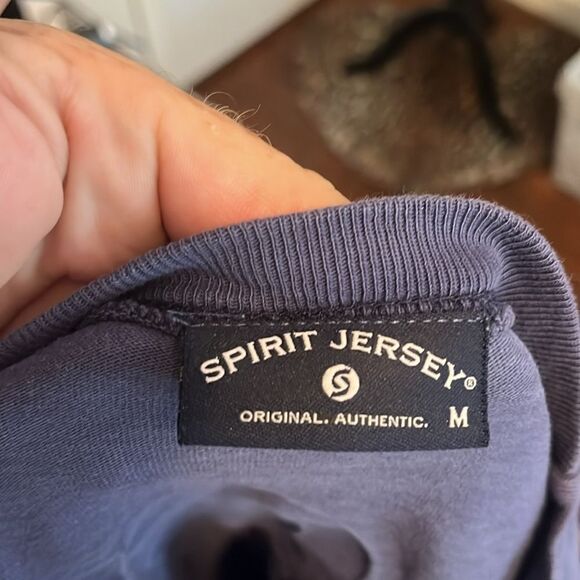 SPIRIT JERSEY®
ORIGINAL. AUTHENTIC. M